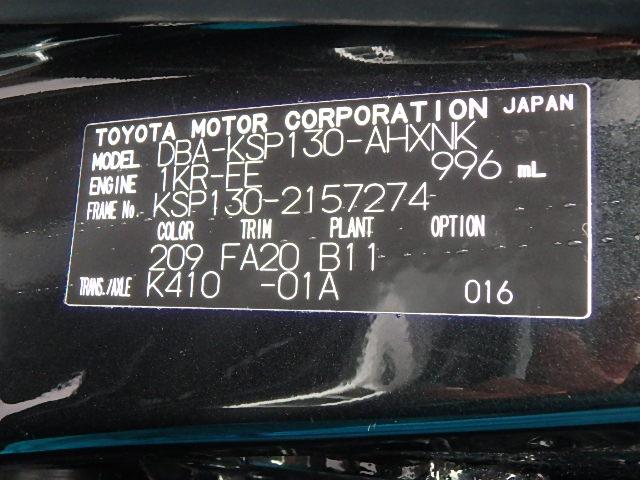 TOYOTA MOTOR CORPORATION JAPAN
MODEL DBA-KSP130-AHXNK
ENGINE 1KR-FE 996 mL
FRAME No. KSP130-2157274
COLOR TRIM PLANT OPTION
209 FA20 B11
TRANS./AXLE K410 -01A 016